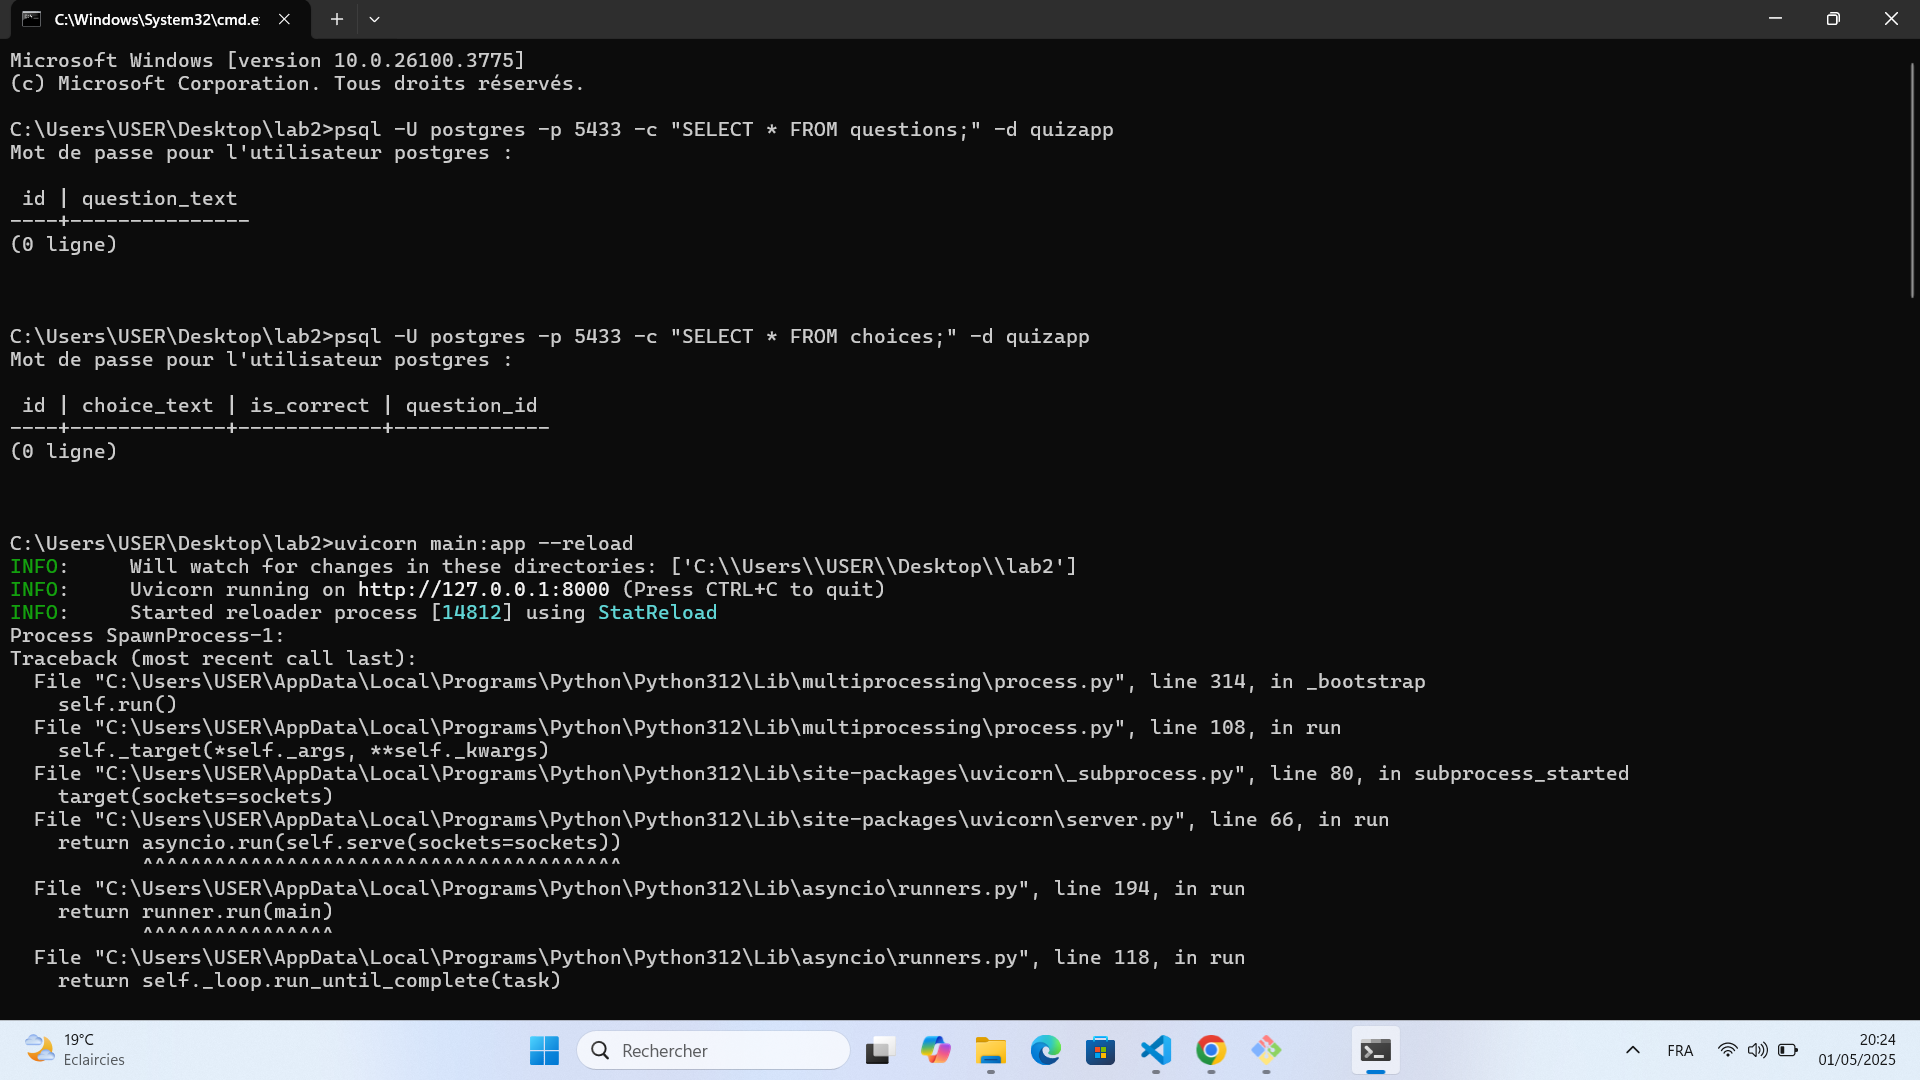 C:\Windows\System32\cmd.e
Microsoft Windows [version 10.0.26100.3775]
(c) Microsoft Corporation. Tous droits réservés.
C:\Users\USER\Desktop\lab2>psql -U postgres -p 5433 -c "SELECT * FROM questions;" -d quizapp
Mot de passe pour l'utilisateur postgres :
 id | question_text
----+---------------
(0 ligne)
C:\Users\USER\Desktop\lab2>psql -U postgres -p 5433 -c "SELECT * FROM choices;" -d quizapp
Mot de passe pour l'utilisateur postgres :
 id | choice_text | is_correct | question_id
----+-------------+------------+-------------
(0 ligne)
C:\Users\USER\Desktop\lab2>uvicorn main:app --reload
INFO:     Will watch for changes in these directories: ['C:\\Users\\USER\\Desktop\\lab2']
INFO:     Uvicorn running on http://127.0.0.1:8000 (Press CTRL+C to quit)
INFO:     Started reloader process [14812] using StatReload
Process SpawnProcess-1:
Traceback (most recent call last):
  File "C:\Users\USER\AppData\Local\Programs\Python\Python312\Lib\multiprocessing\process.py", line 314, in _bootstrap
    self.run()
  File "C:\Users\USER\AppData\Local\Programs\Python\Python312\Lib\multiprocessing\process.py", line 108, in run
    self._target(*self._args, **self._kwargs)
  File "C:\Users\USER\AppData\Local\Programs\Python\Python312\Lib\site-packages\uvicorn\_subprocess.py", line 80, in subprocess_started
    target(sockets=sockets)
  File "C:\Users\USER\AppData\Local\Programs\Python\Python312\Lib\site-packages\uvicorn\server.py", line 66, in run
    return asyncio.run(self.serve(sockets=sockets))
           ^^^^^^^^^^^^^^^^^^^^^^^^^^^^^^^^^^^^^^^^
  File "C:\Users\USER\AppData\Local\Programs\Python\Python312\Lib\asyncio\runners.py", line 194, in run
    return runner.run(main)
           ^^^^^^^^^^^^^^^^
  File "C:\Users\USER\AppData\Local\Programs\Python\Python312\Lib\asyncio\runners.py", line 118, in run
    return self._loop.run_until_complete(task)
19°C
Eclaircies
Rechercher
FRA
20:24
01/05/2025